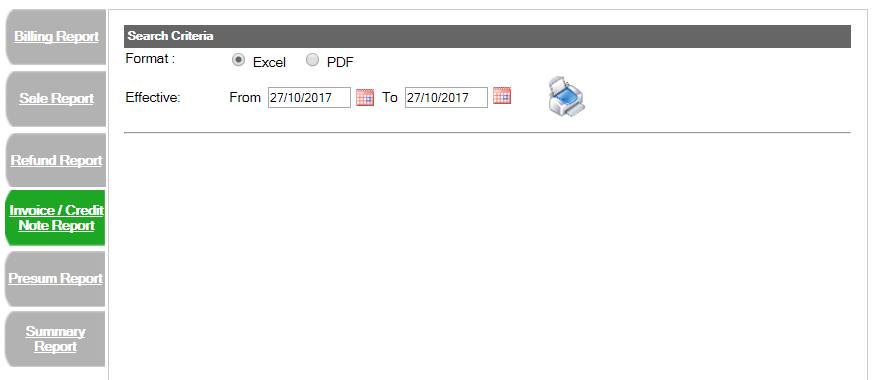 Billing Report
Sale Report
Refund Report
Invoice / Credit
Note Report
Presum Report
Summary
Report
Search Criteria
Format :
Excel PDF
Effective: From 27/10/2017 To 27/10/2017